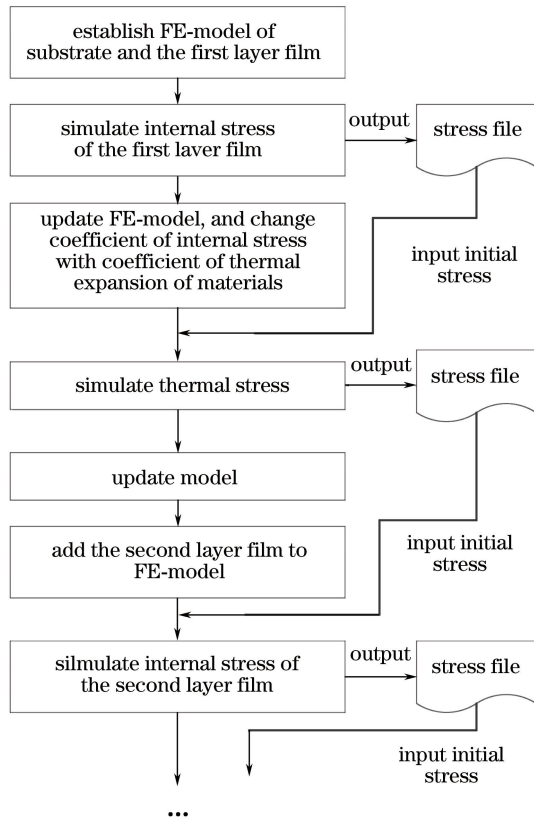 establish FE-model of
substrate and the first layer film
simulate internal stress
of the first laver film
output
stress file
update FE-model, and change
coefficient of internal stress
with coefficient of thermal
expansion of materials
input initial
stress
simulate thermal stress
output
stress file
update model
add the second layer film to
FE-model
input initial
stress
silmulate internal stress of
the second layer film
output
stress file
input initial
stress
...